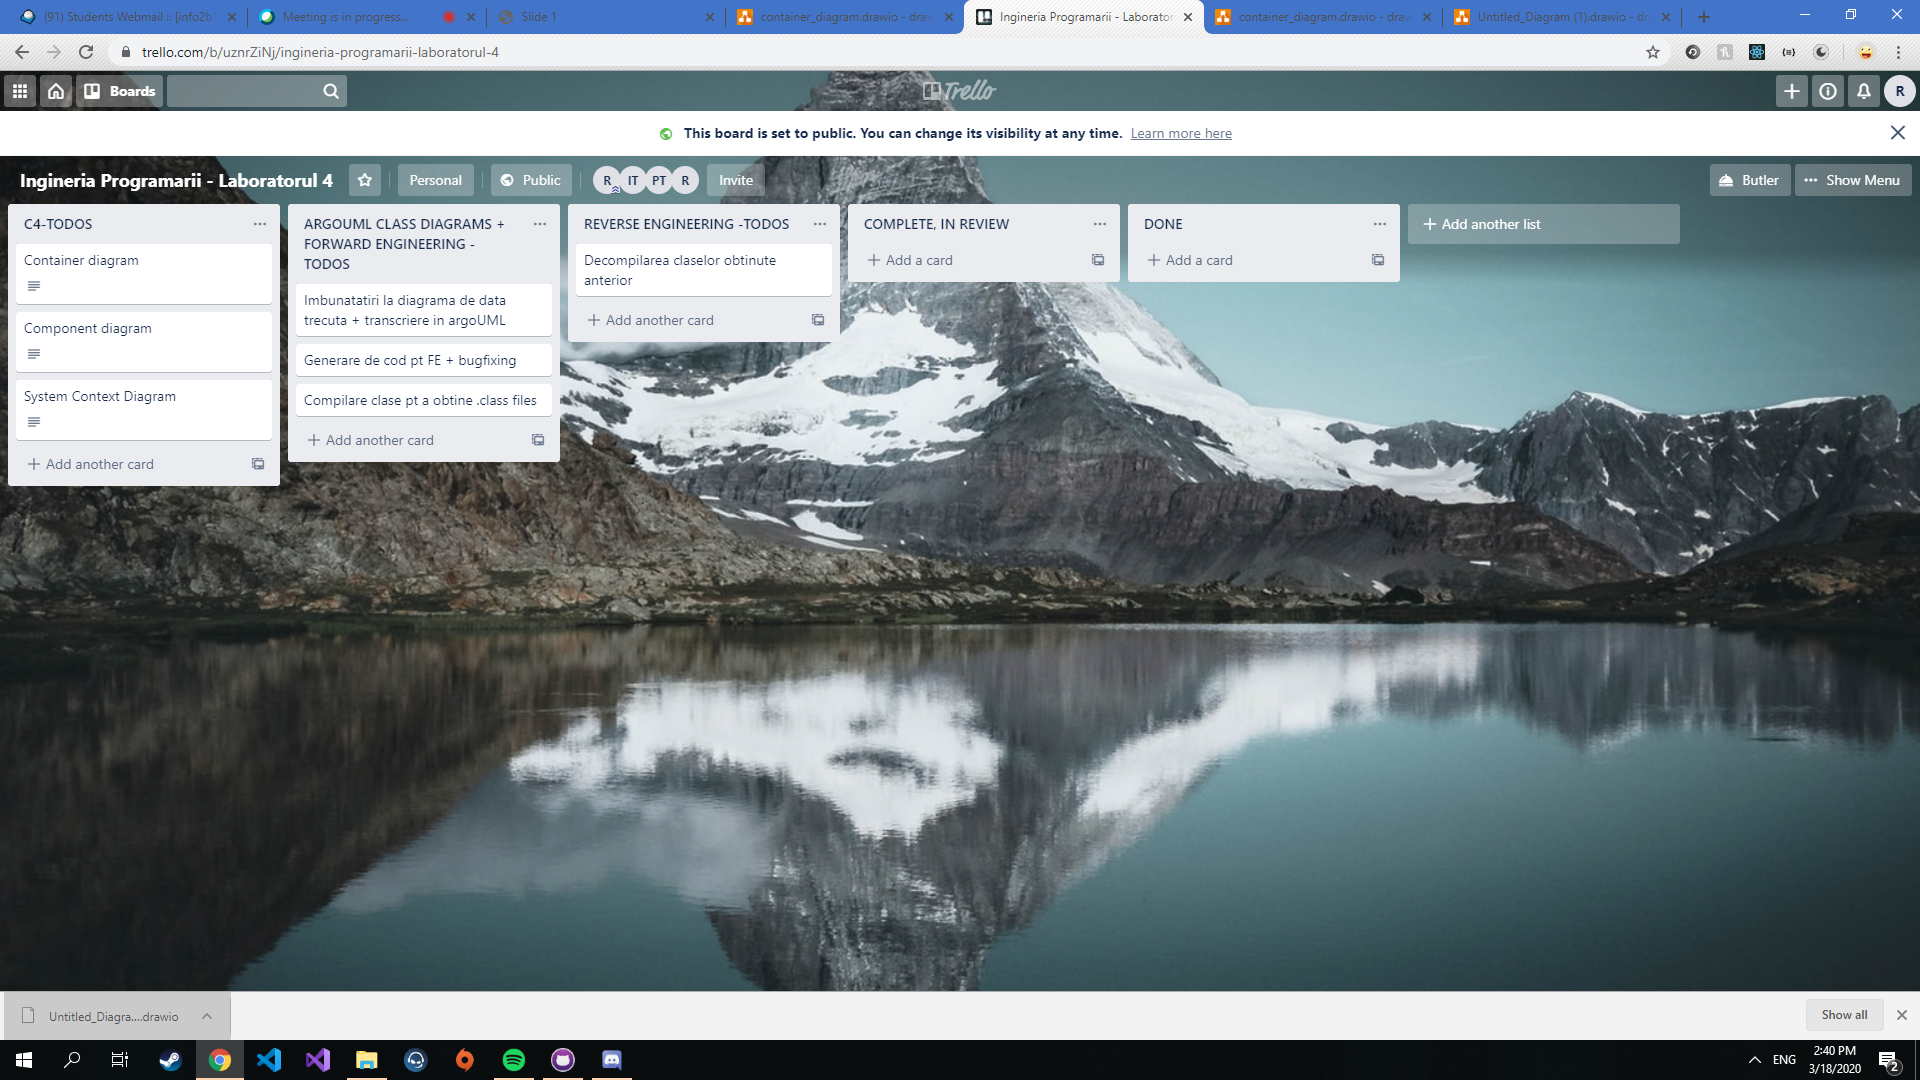 (91) Students Webmail :: [info2b
Meeting is in progress...
Slide 1
container_diagram.drawio - draw
Ingineria Programarii - Laborator
container_diagram.drawio - draw
Untitled_Diagram (1).drawio - dra
trello.com/b/uznrZiNj/ingineria-programarii-laboratorul-4
Boards
Trello
R
This board is set to public. You can change its visibility at any time. Learn more here
Ingineria Programarii - Laboratorul 4
Personal
Public
R IT PT R
Invite
Butler
Show Menu
C4-TODOS
Container diagram
Component diagram
System Context Diagram
Add another card
ARGOUML CLASS DIAGRAMS +
FORWARD ENGINEERING -
TODOS
Imbunatatiri la diagrama de data
trecuta + transcriere in argoUML
Generare de cod pt FE + bugfixing
Compilare clase pt a obtine .class files
Add another card
REVERSE ENGINEERING -TODOS
Decompilarea claselor obtinute
anterior
Add another card
COMPLETE, IN REVIEW
Add a card
DONE
Add a card
Add another list
Untitled_Diagra....drawio
Show all
ENG
2:40 PM
3/18/2020
2